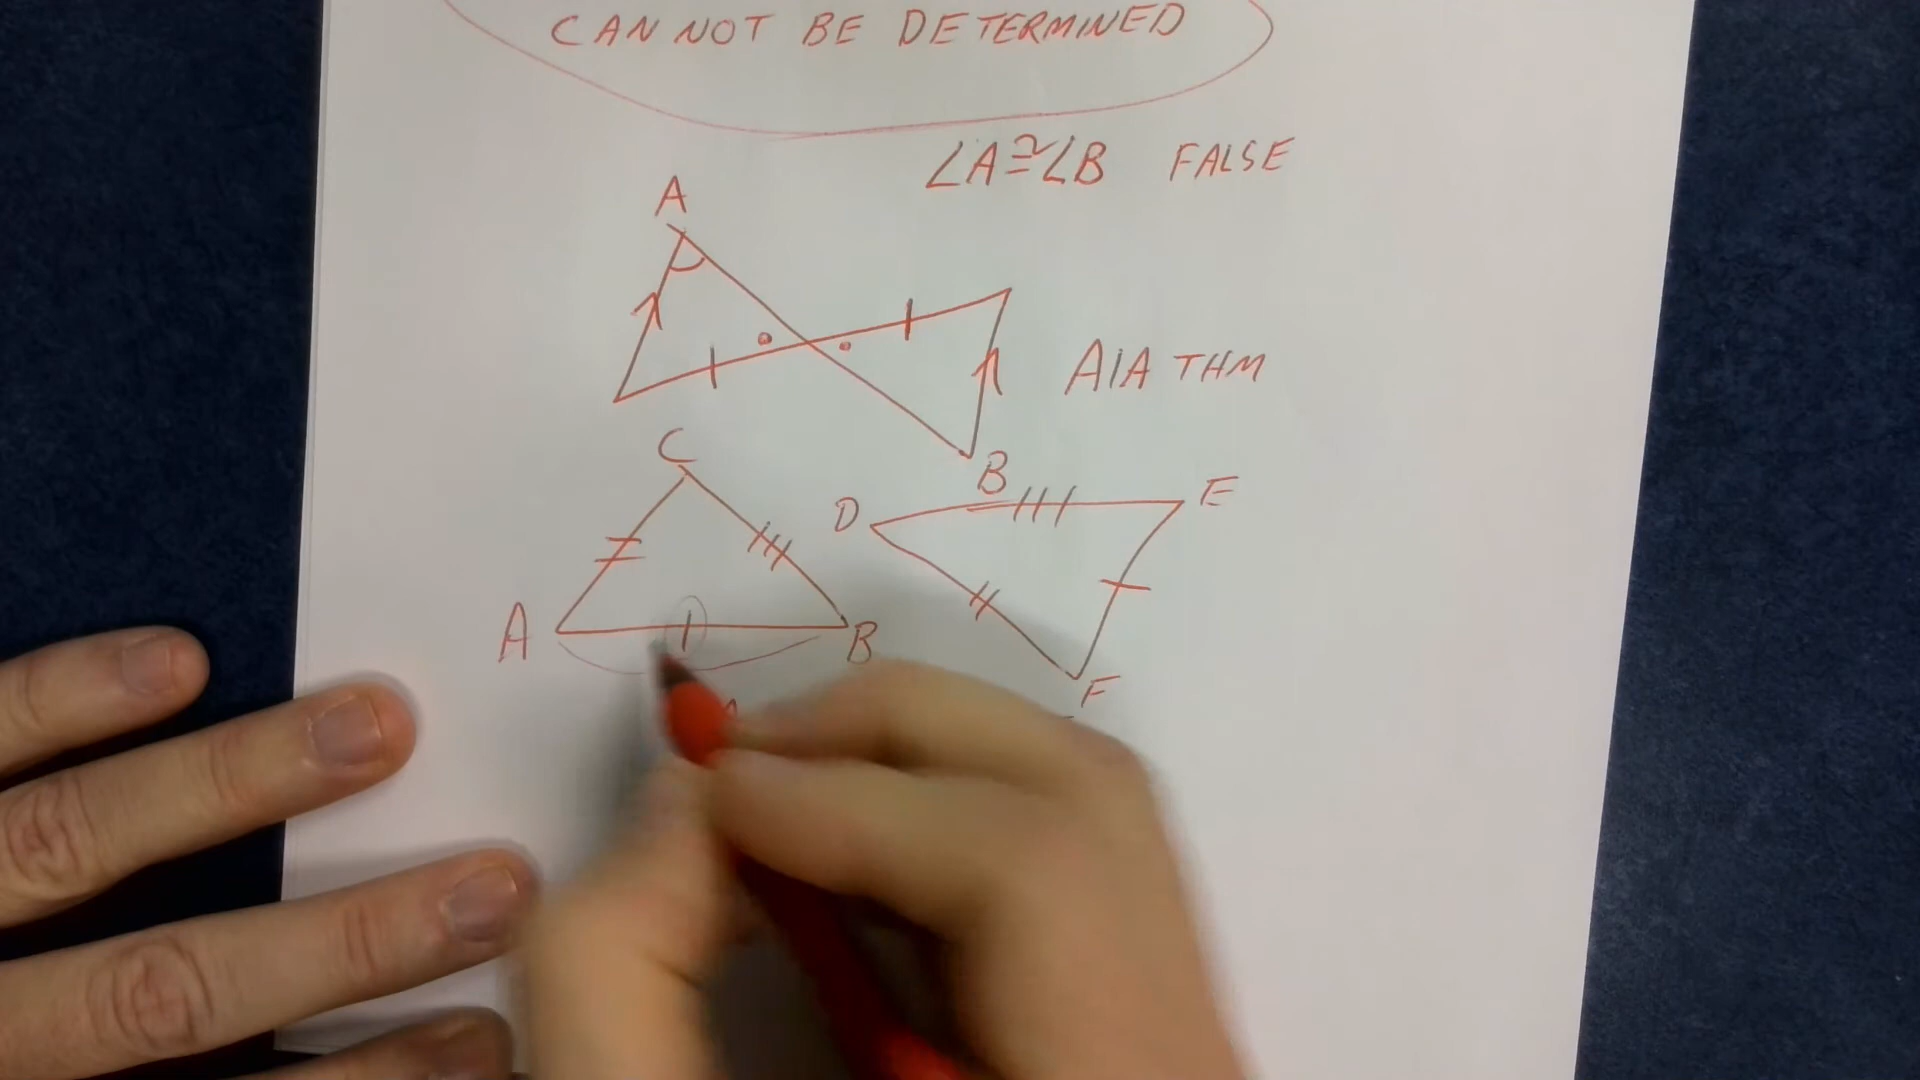 CAN NOT BE DETERMINED
∠A≅∠B FALSE
A
AIA THM
B
C
D
E
A
B
F